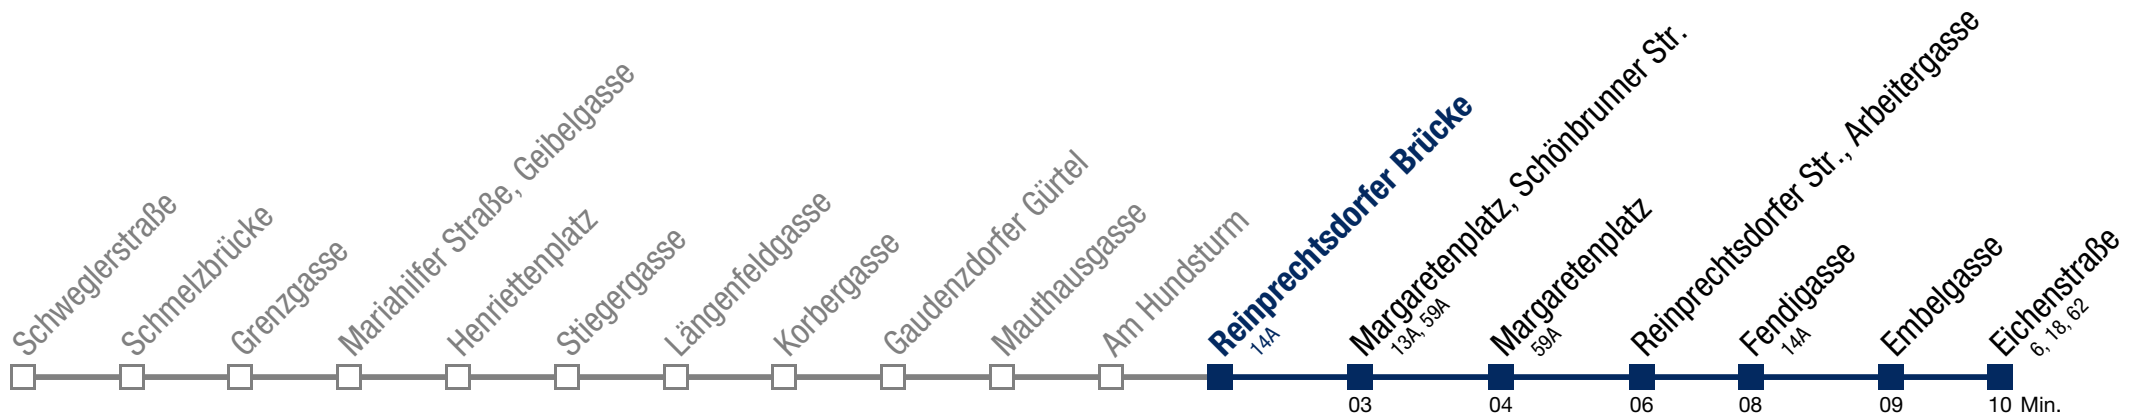 Schweglerstraße
Schmelzbrücke
Grenzgasse
Mariahilfer Straße, Geibelgasse
Henriettenplatz
Stiegergasse
Längenfeldgasse
Korbergasse
Gaudenzdorfer Gürtel
Mauthausgasse
Am Hundsturm
Reinprechtsdorfer Brücke
14A
Margaretenplatz, Schönbrunner Str.
13A, 59A
Margaretenplatz
59A
Reinprechtsdorfer Str., Arbeitergasse
Fendigasse
14A
Embelgasse
Eichenstraße
6, 18, 62
03 04 06 08 09 10 Min.